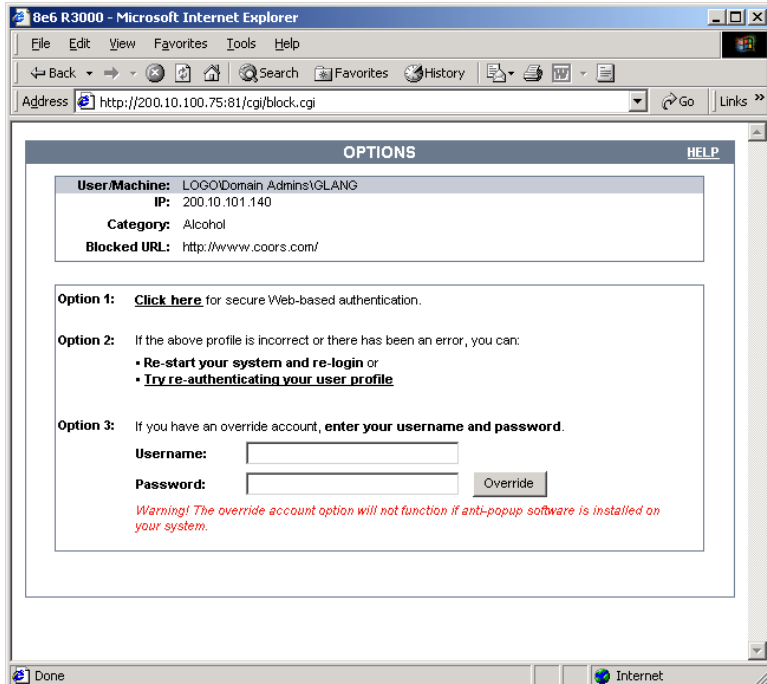 8e6 R3000 - Microsoft Internet Explorer
File Edit View Favorites Tools Help
Back Search Favorites History
Address http://200.10.100.75:81/cgi/block.cgi Go Links »
OPTIONS HELP
User/Machine: LOGO\Domain Admins\GLANG
IP: 200.10.101.140
Category: Alcohol
Blocked URL: http://www.coors.com/
Option 1: Click here for secure Web-based authentication.
Option 2: If the above profile is incorrect or there has been an error, you can:
▪ Re-start your system and re-login or
▪ Try re-authenticating your user profile
Option 3: If you have an override account, enter your username and password.
Username:
Password: Override
Warning! The override account option will not function if anti-popup software is installed on
your system.
Done Internet